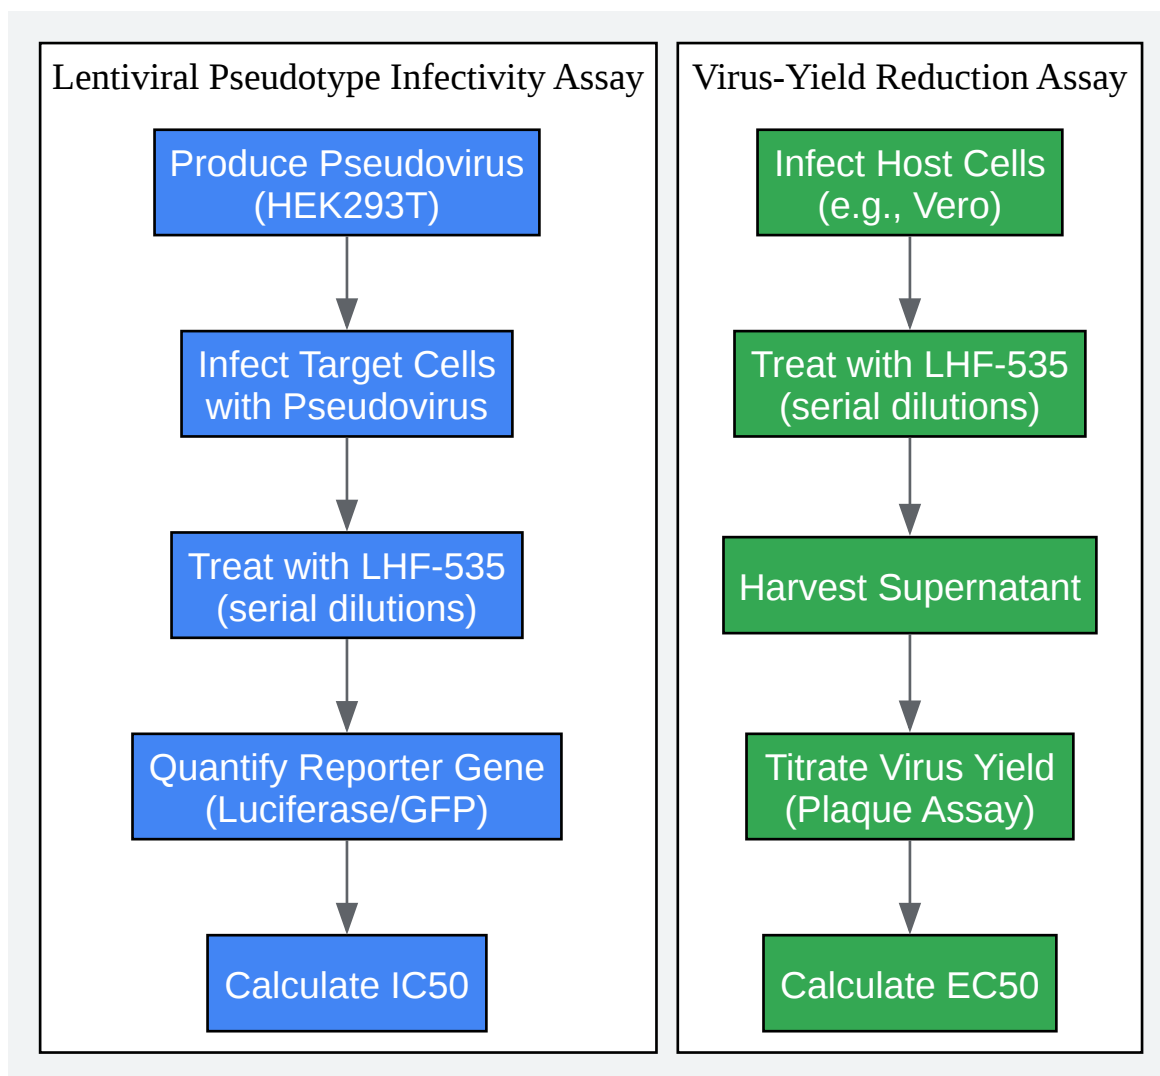 Lentiviral Pseudotype Infectivity Assay
Produce Pseudovirus
(HEK293T)
Infect Target Cells
with Pseudovirus
Treat with LHF-535
(serial dilutions)
Quantify Reporter Gene
(Luciferase/GFP)
Calculate IC50
Virus-Yield Reduction Assay
Infect Host Cells
(e.g., Vero)
Treat with LHF-535
(serial dilutions)
Harvest Supernatant
Titrate Virus Yield
(Plaque Assay)
Calculate EC50